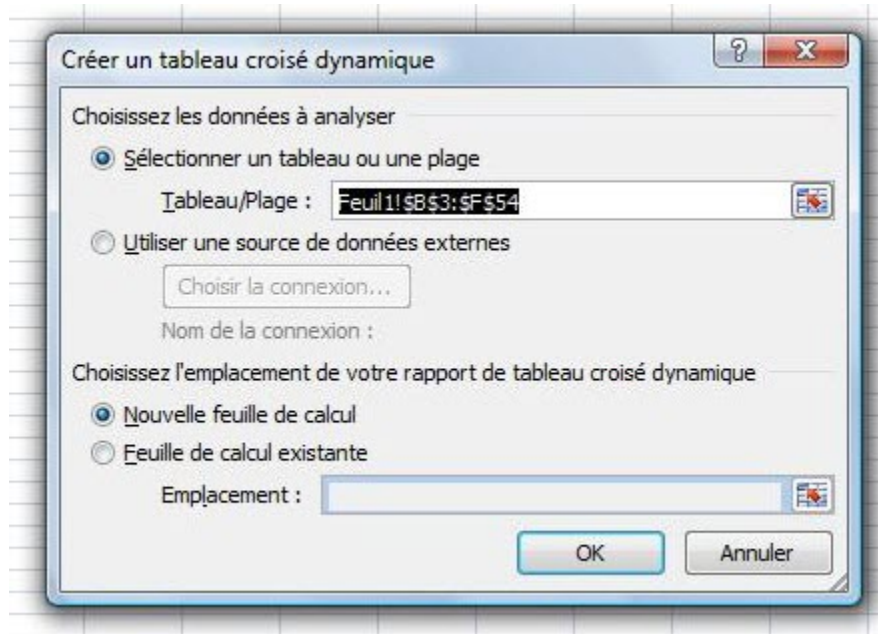 Créer un tableau croisé dynamique
Choisissez les données à analyser
Sélectionner un tableau ou une plage
Tableau/Plage : Feuil1!$B$3:$F$54
Utiliser une source de données externes
Choisir la connexion...
Nom de la connexion :
Choisissez l'emplacement de votre rapport de tableau croisé dynamique
Nouvelle feuille de calcul
Feuille de calcul existante
Emplacement :
OK Annuler